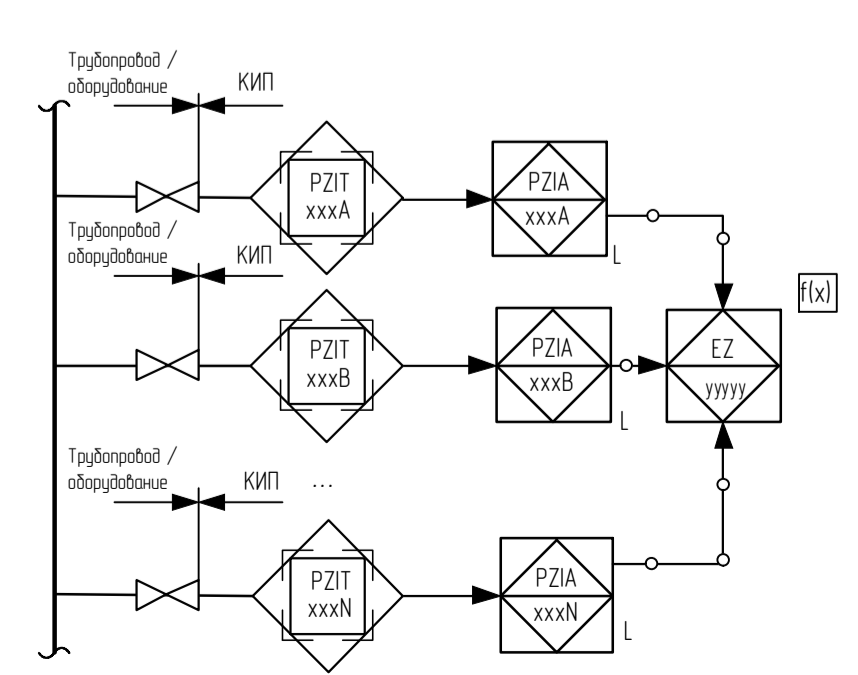 Трубопровод /
оборудование
КИП
PZIT
xxxA
PZIA
xxxA
L
Трубопровод /
оборудование
КИП
f(x)
PZIT
xxxB
PZIA
xxxB
L
EZ
yyyyy
Трубопровод /
оборудование
КИП
...
PZIT
xxxN
PZIA
xxxN
L